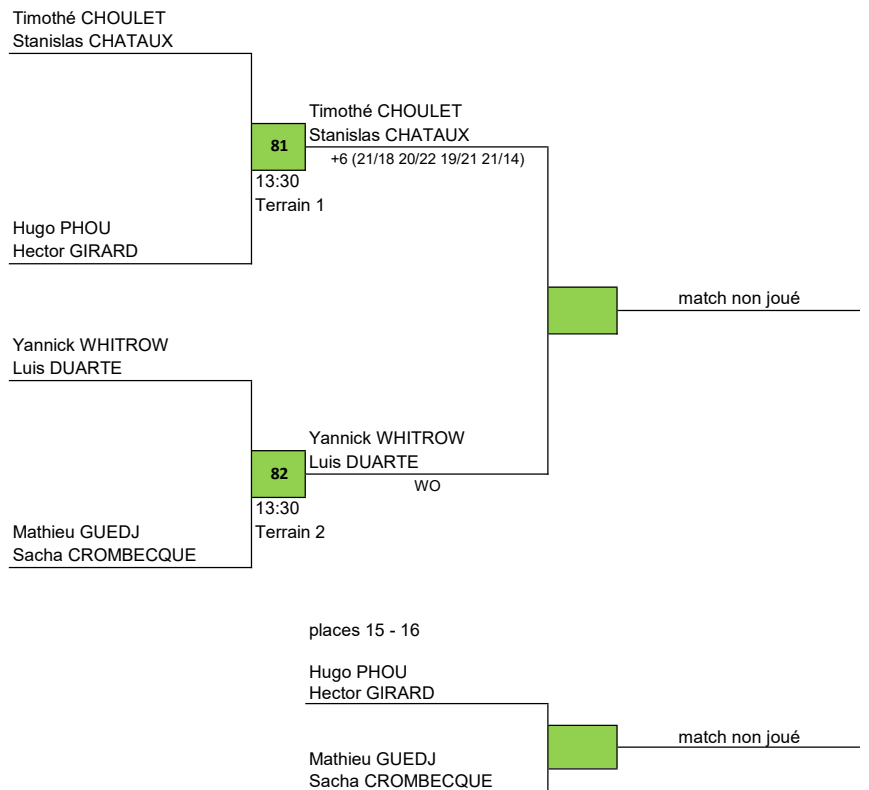 Timothé CHOULET
Stanislas CHATAUX
Timothé CHOULET
Stanislas CHATAUX
81
+6 (21/18 20/22 19/21 21/14)
13:30
Terrain 1
Hugo PHOU
Hector GIRARD
match non joué
Yannick WHITROW
Luis DUARTE
Yannick WHITROW
Luis DUARTE
82
WO
13:30
Terrain 2
Mathieu GUEDJ
Sacha CROMBECQUE
places 15 - 16
Hugo PHOU
Hector GIRARD
match non joué
Mathieu GUEDJ
Sacha CROMBECQUE